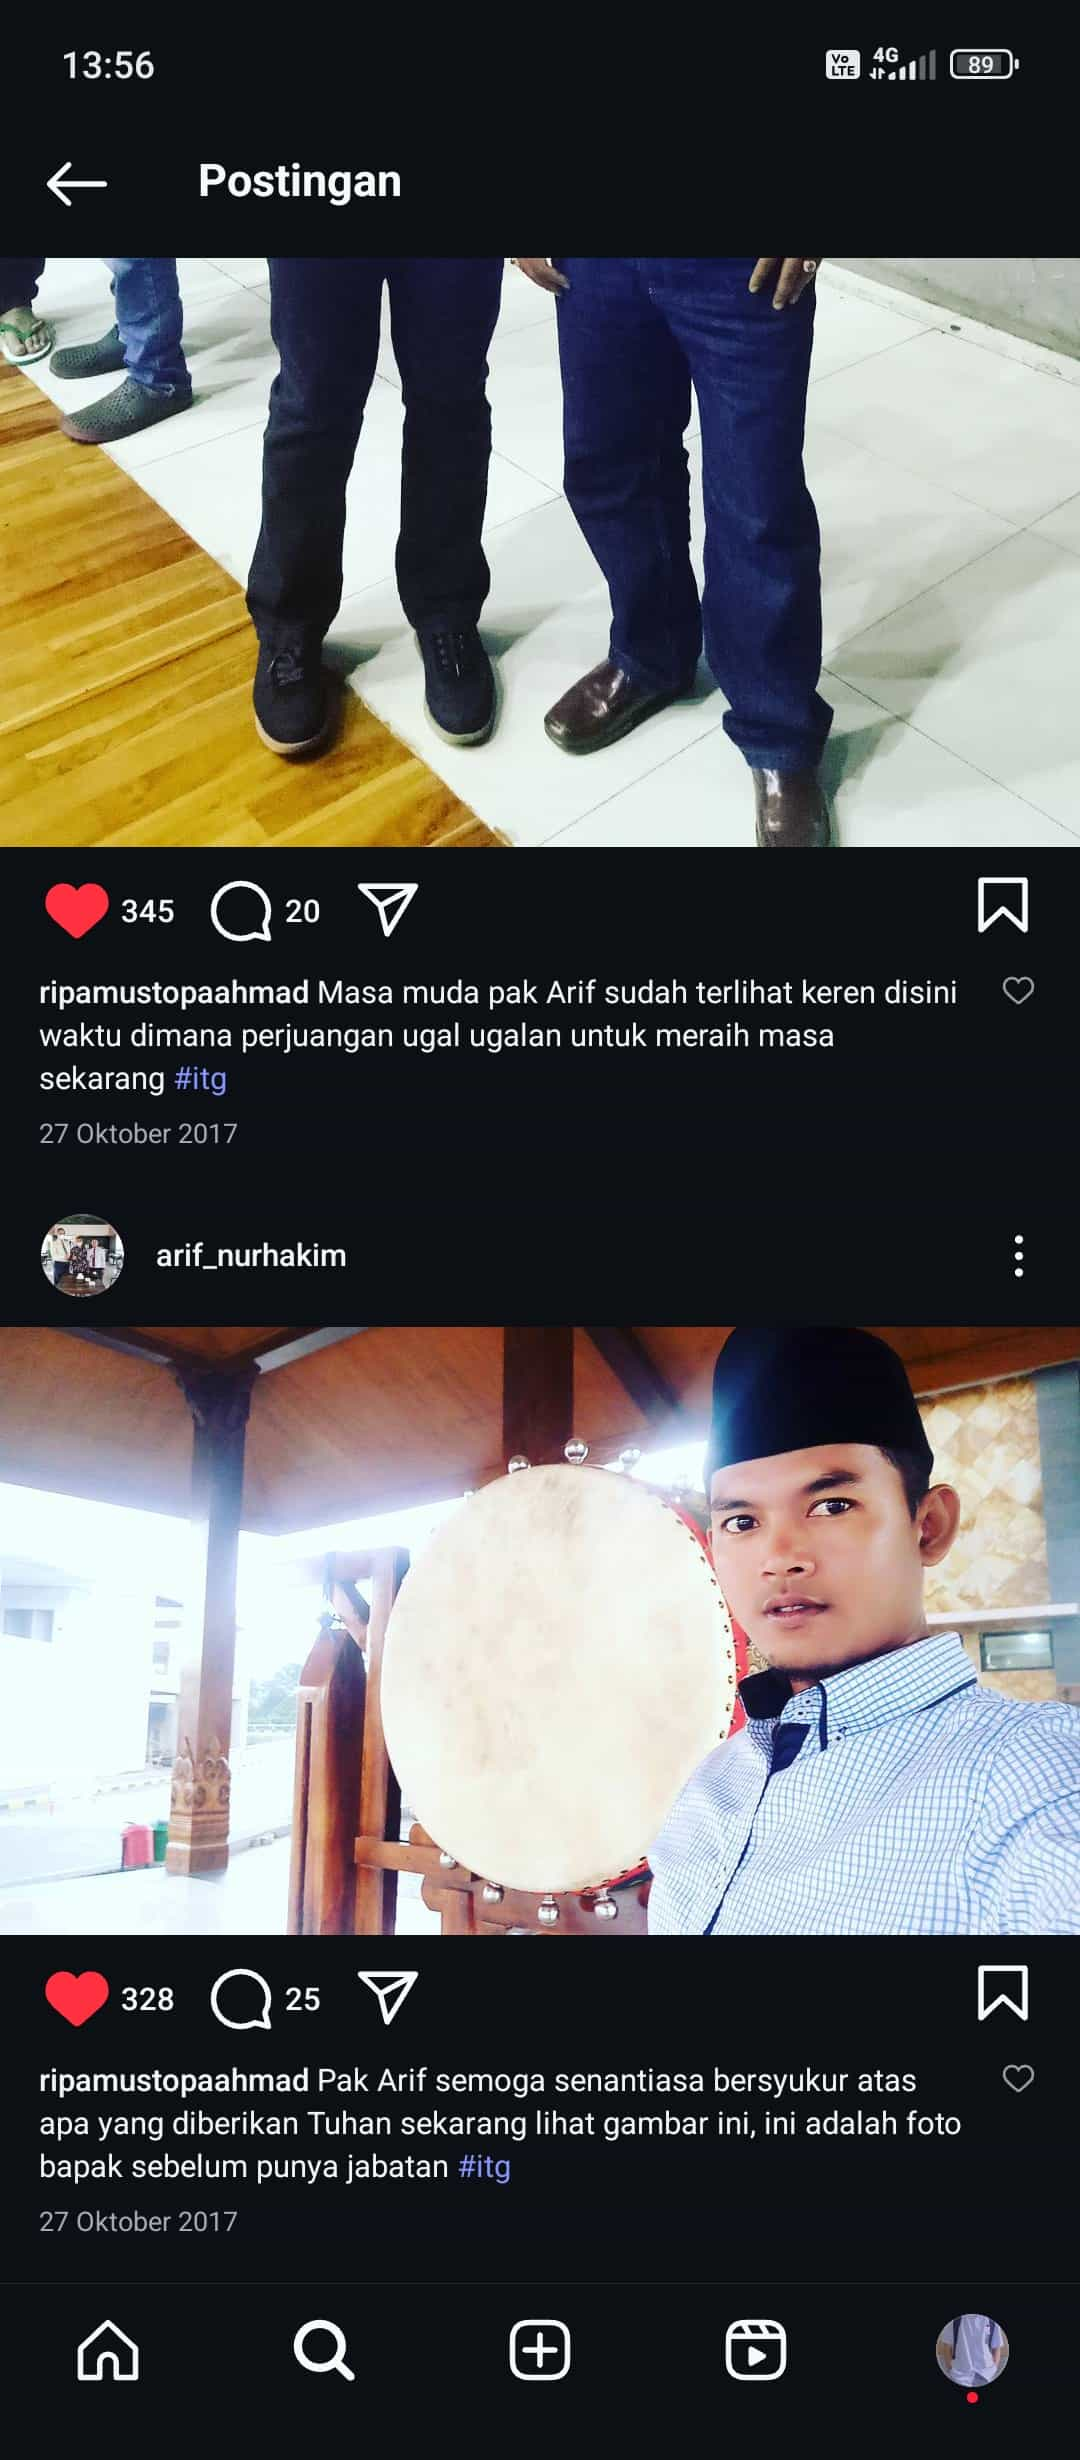 13:56
Vo LTE 4G 89
Postingan
345 20
ripamustopaahmad Masa muda pak Arif sudah terlihat keren disini
waktu dimana perjuangan ugal ugalan untuk meraih masa
sekarang #itg
27 Oktober 2017
arif_nurhakim
328 25
ripamustopaahmad Pak Arif semoga senantiasa bersyukur atas
apa yang diberikan Tuhan sekarang lihat gambar ini, ini adalah foto
bapak sebelum punya jabatan #itg
27 Oktober 2017